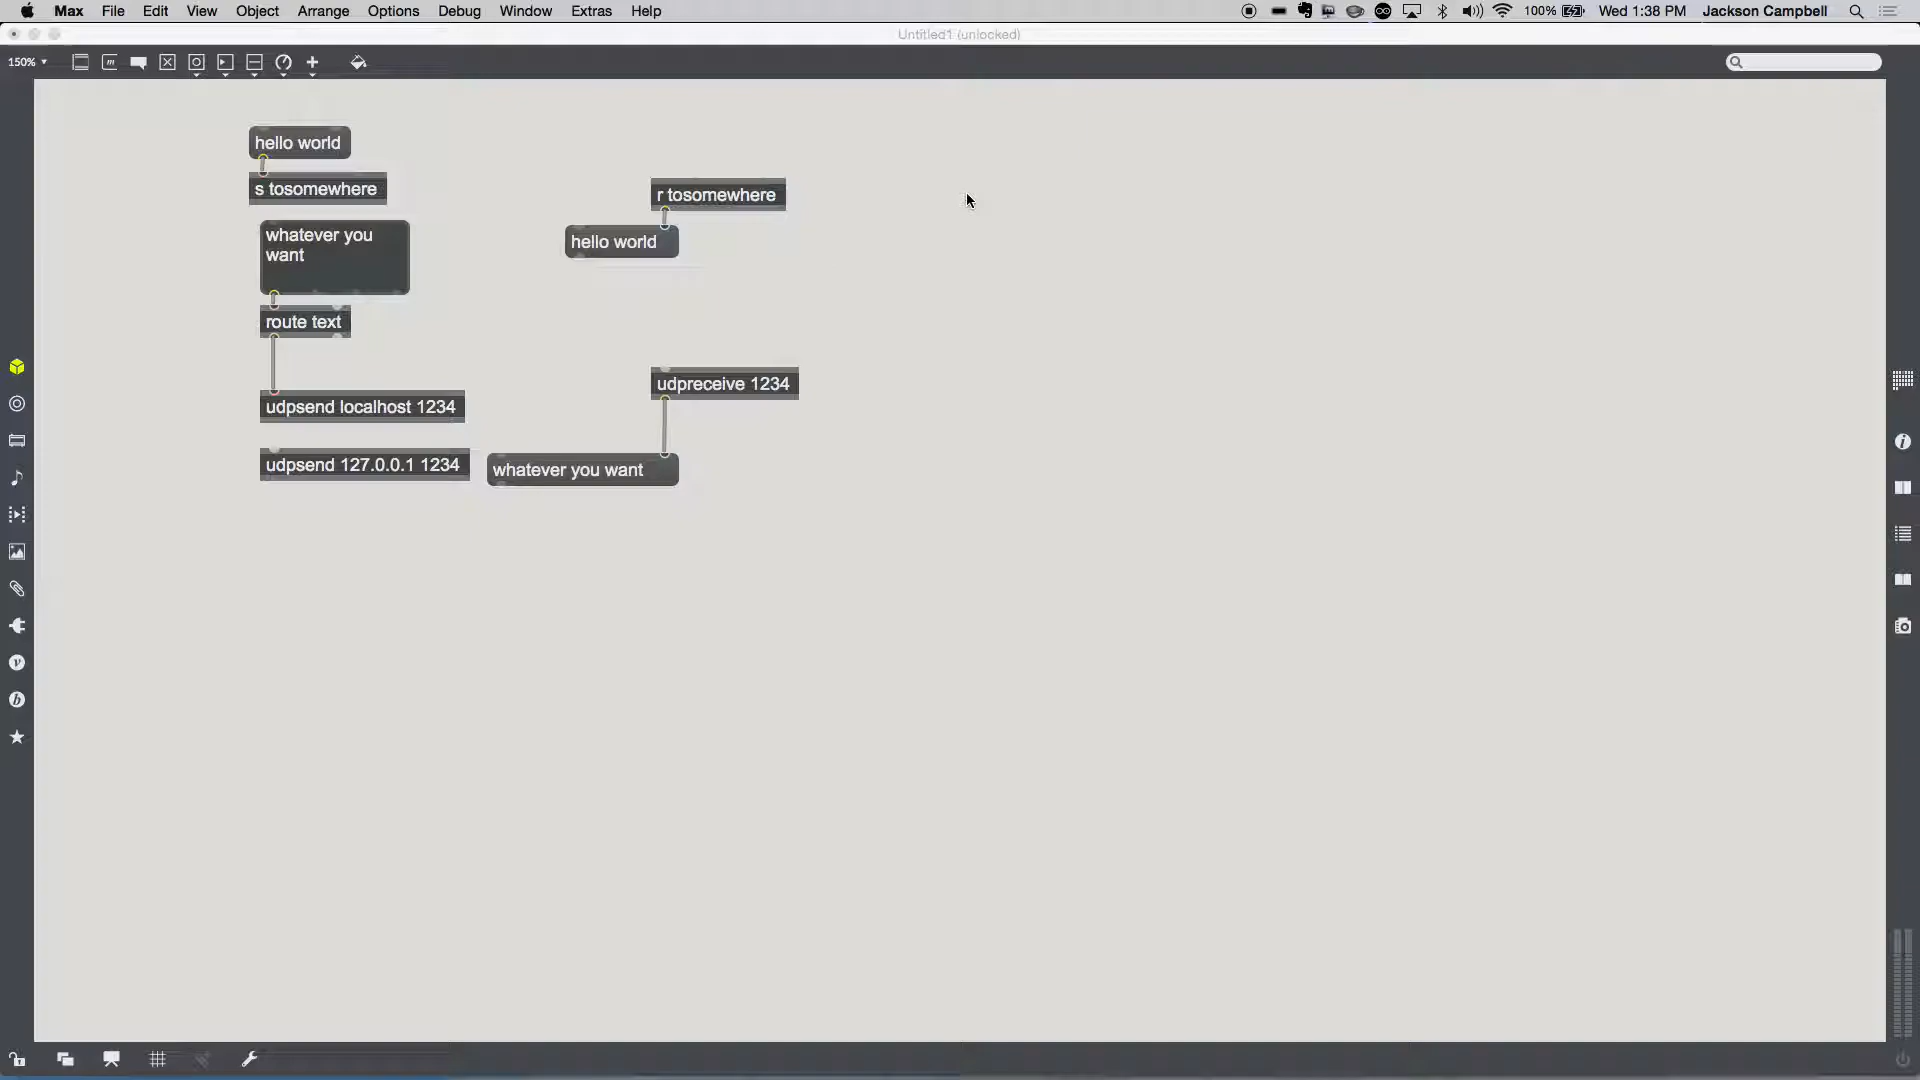 Max File Edit View Object Arrange Options Debug Window Extras Help 100% Wed 1:38 PM Jackson Campbell
Untitled1 (unlocked)
150%
hello world
s tosomewhere
r tosomewhere
whatever you
want
hello world
route text
udpreceive 1234
udpsend localhost 1234
udpsend 127.0.0.1 1234
whatever you want